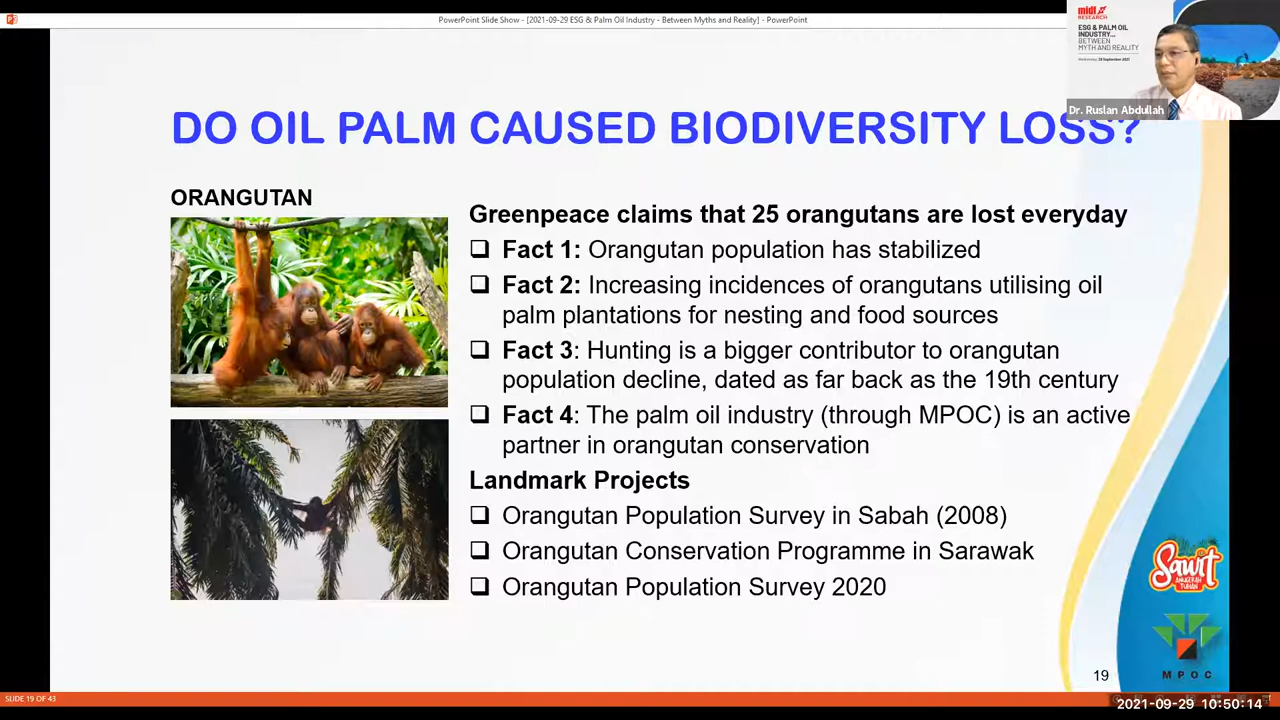 PowerPoint Slide Show - [2021-09-29 ESG & Palm Oil Industry - Between Myths and Reality] - PowerPoint
midf
RESEARCH
ESG & PALM OIL
INDUSTRY...
BETWEEN
MYTH AND REALITY
Wednesday, 29 September 2021
Dr. Ruslan Abdullah
DO OIL PALM CAUSED BIODIVERSITY LOSS?
ORANGUTAN
Greenpeace claims that 25 orangutans are lost everyday
Fact 1: Orangutan population has stabilized
Fact 2: Increasing incidences of orangutans utilising oil
palm plantations for nesting and food sources
Fact 3: Hunting is a bigger contributor to orangutan
population decline, dated as far back as the 19th century
Fact 4: The palm oil industry (through MPOC) is an active
partner in orangutan conservation
Landmark Projects
Orangutan Population Survey in Sabah (2008)
Orangutan Conservation Programme in Sarawak
Orangutan Population Survey 2020
Sawit
ANUGERAH
TUHAN
MPOC
19
SLIDE 19 OF 43
2021-09-29 10:50:14